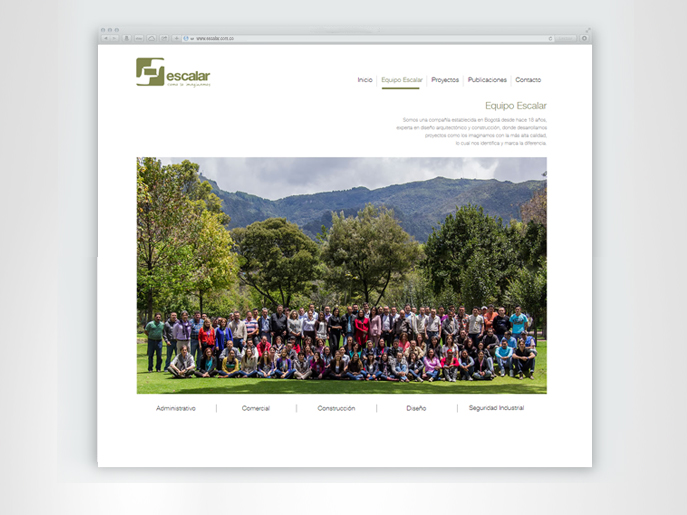 www.escalar.com.co
escalar
Inicio
Equipo Escalar
Proyectos
Publicaciones
Contacto
Equipo Escalar
Somos una compañía establecida en Bogotá desde hace 18 años,
experta en diseño arquitectónico y construcción, donde desarrollamos
proyectos como los imaginamos con la más alta calidad,
lo cual nos identifica y marca la diferencia.
Administrativo
Comercial
Construcción
Diseño
Seguridad Industrial